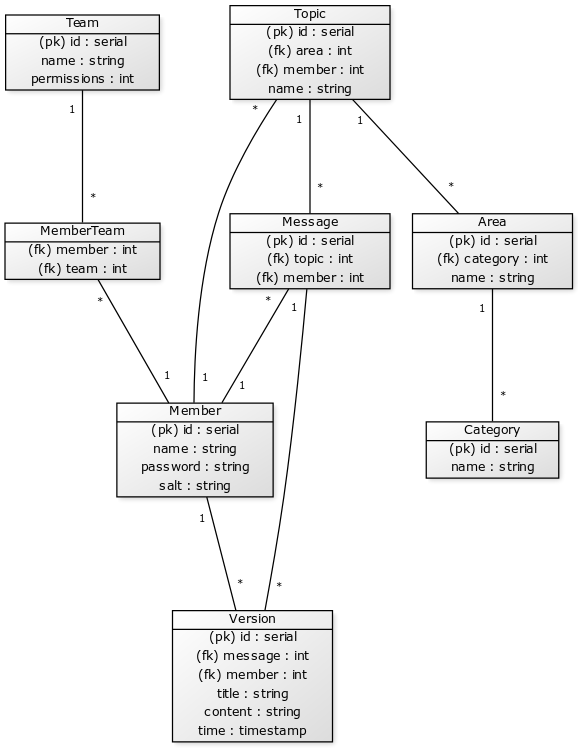 Team
(pk) id : serial
name : string
permissions : int
Topic
(pk) id : serial
(fk) area : int
(fk) member : int
name : string
1
*
1
1
*
*
*
MemberTeam
(fk) member : int
(fk) team : int
Message
(pk) id : serial
(fk) topic : int
(fk) member : int
Area
(pk) id : serial
(fk) category : int
name : string
*
*
1
1
1
1
1
*
Member
(pk) id : serial
name : string
password : string
salt : string
Category
(pk) id : serial
name : string
1
*
*
Version
(pk) id : serial
(fk) message : int
(fk) member : int
title : string
content : string
time : timestamp